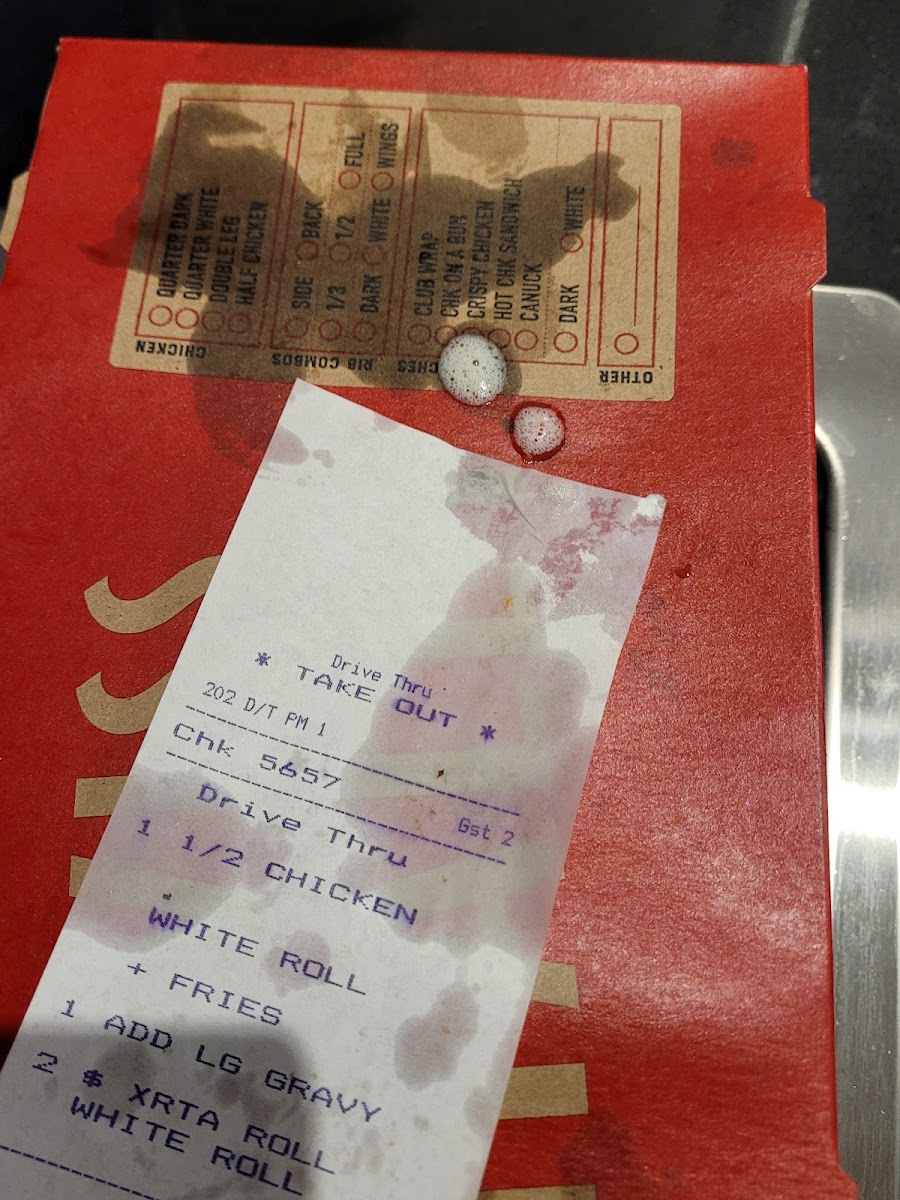 CHICKEN
QUARTER DARK
QUARTER WHITE
DOUBLE LEG
HALF CHICKEN
RIB COMBOS
SIDE BACK
1/3 1/2 FULL
DARK WHITE WINGS
CLUB WRAP
CHK ON A BUN
CRISPY CHICKEN
HOT CHK SANDWICH
CANUCK
DARK WHITE
OTHER
Drive Thru
* TAKE OUT *
202 D/T PM 1
Chk 5657 Gst 2
Drive Thru
1 1/2 CHICKEN
WHITE ROLL
+ FRIES
1 ADD LG GRAVY
2 $ XRTA ROLL
WHITE ROLL